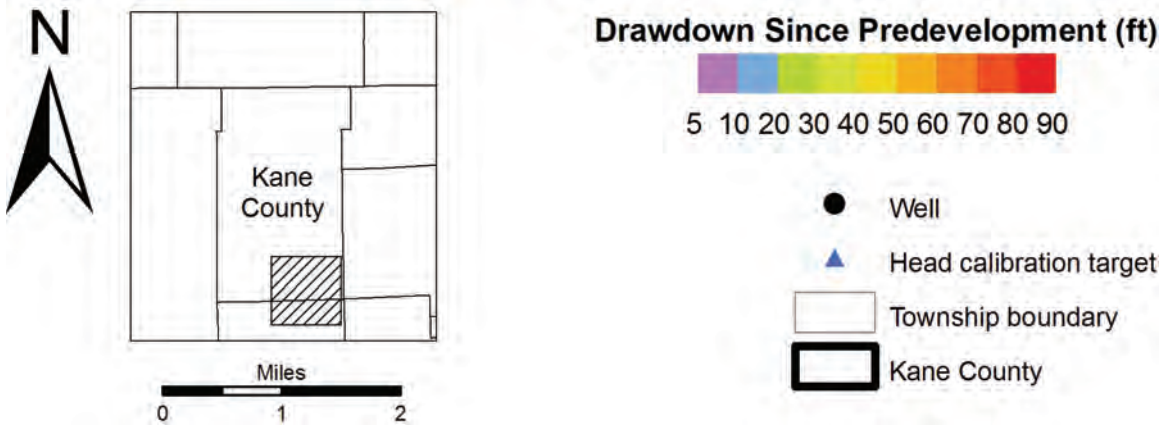 N
Kane
County
Miles
0 1 2
Drawdown Since Predevelopment (ft)
5 10 20 30 40 50 60 70 80 90
Well
Head calibration target
Township boundary
Kane County